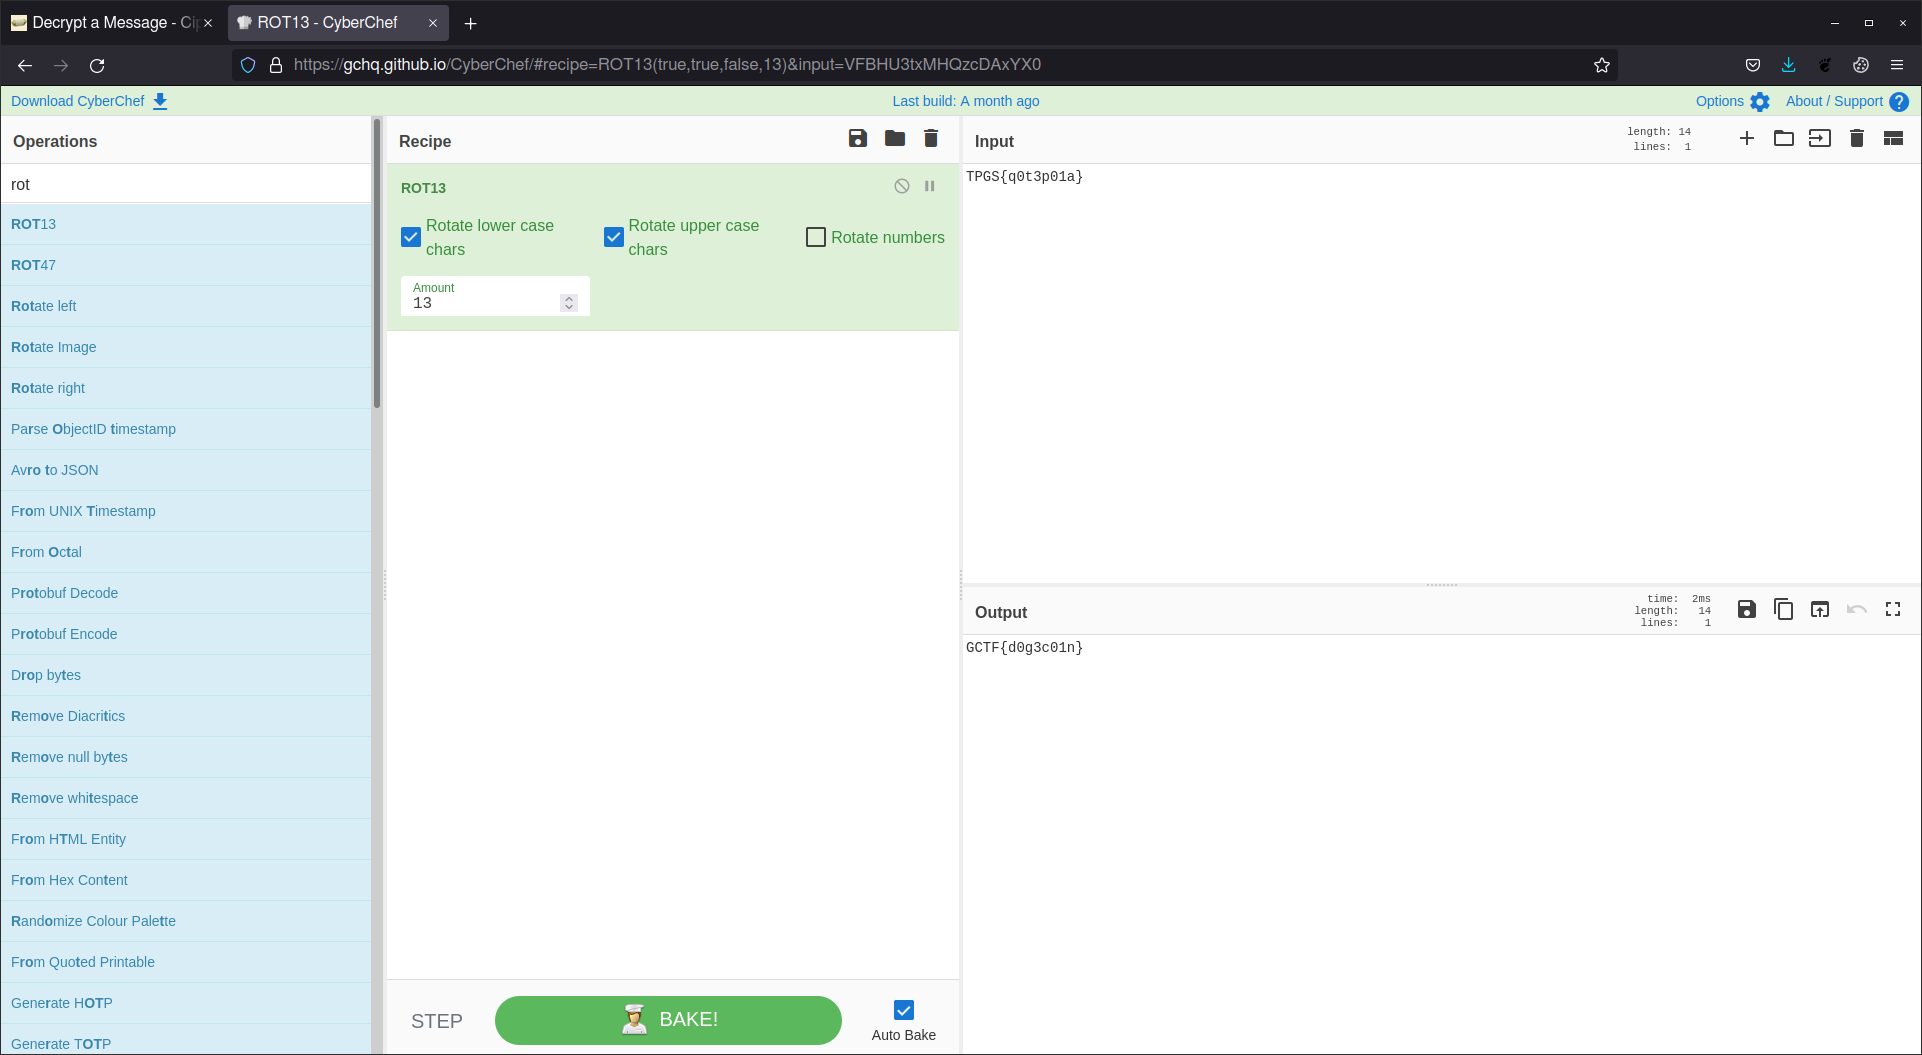 Decrypt a Message - Cip
ROT13 - CyberChef
https://gchq.github.io/CyberChef/#recipe=ROT13(true,true,false,13)&input=VFBHU3txMHQzcDAxYX0
Download CyberChef
Last build: A month ago
Options
About / Support
Operations
rot
ROT13
ROT47
Rotate left
Rotate Image
Rotate right
Parse ObjectID timestamp
Avro to JSON
From UNIX Timestamp
From Octal
Protobuf Decode
Protobuf Encode
Drop bytes
Remove Diacritics
Remove null bytes
Remove whitespace
From HTML Entity
From Hex Content
Randomize Colour Palette
From Quoted Printable
Generate HOTP
Generate TOTP
Recipe
ROT13
Rotate lower case
chars
Rotate upper case
chars
Rotate numbers
Amount
13
STEP
BAKE!
Auto Bake
Input
length: 14
lines: 1
TPGS{q0t3p01a}
Output
time: 2ms
length: 14
lines: 1
GCTF{d0g3c01n}